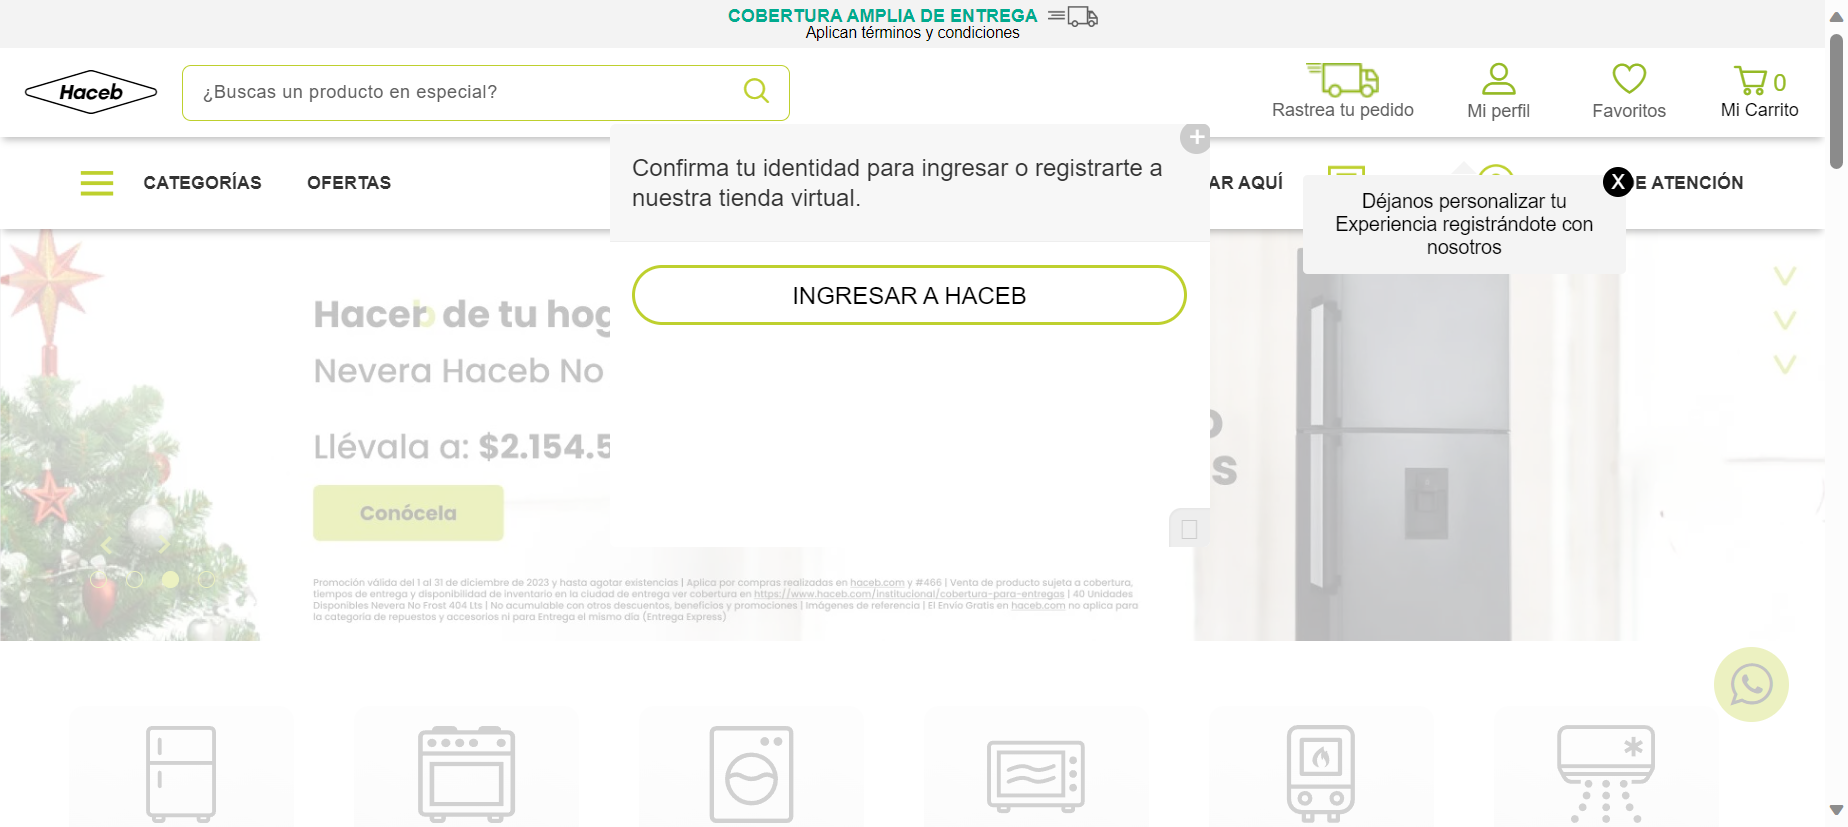 COBERTURA AMPLIA DE ENTREGA
Aplican términos y condiciones
Haceb
¿Buscas un producto en especial?
Rastrea tu pedido
Mi perfil
Favoritos
0
Mi Carrito
CATEGORÍAS
OFERTAS
AR AQUÍ
E ATENCIÓN
Confirma tu identidad para ingresar o registrarte a
nuestra tienda virtual.
INGRESAR A HACEB
X
Déjanos personalizar tu
Experiencia registrándote con
nosotros
de tu hog
Nevera Haceb No
Llévala a: $2.154.5
Conócela
Promoción válida del 1 al 31 de diciembre de 2023 y hasta agotar existencias | Aplica por compras realizadas en haceb.com y #466 | Venta de producto sujeta a cobertura,
tiempos de entrega y disponibilidad de inventario en la ciudad de entrega ver cobertura en https://www.haceb.com/institucional/cobertura-para-entregas | 40 Unidades
Disponibles Nevera No Frost 404 Lts | No acumulable con otros descuentos, beneficios y promociones | Imágenes de referencia | El Envío Gratis en haceb.com no aplica para
la categoría de repuestos y accesorios ni para Entrega el mismo día (Entrega Express)